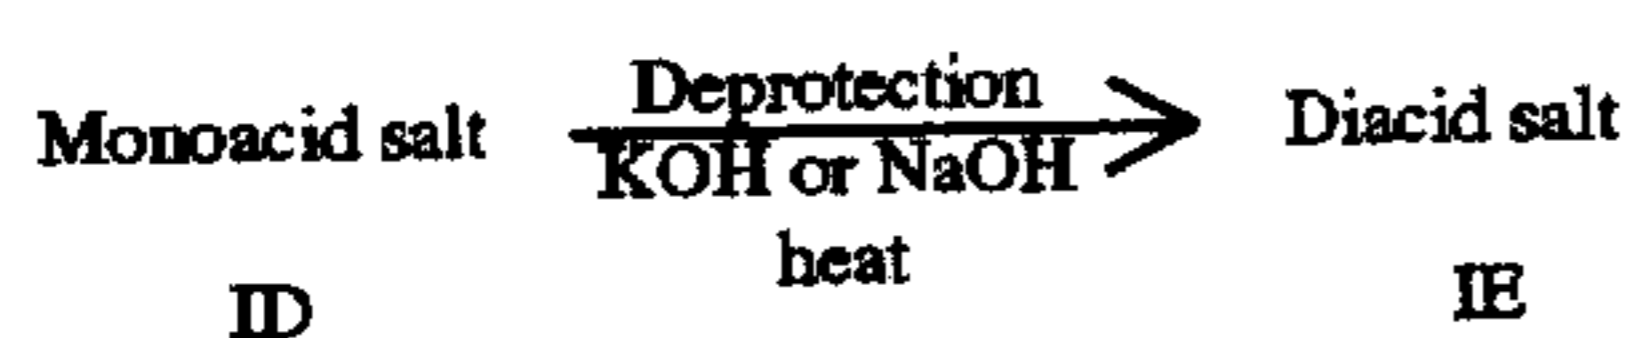 Deprotection
Monoacid salt
Diacid salt
KOH or NaOH
heat
ID
IE